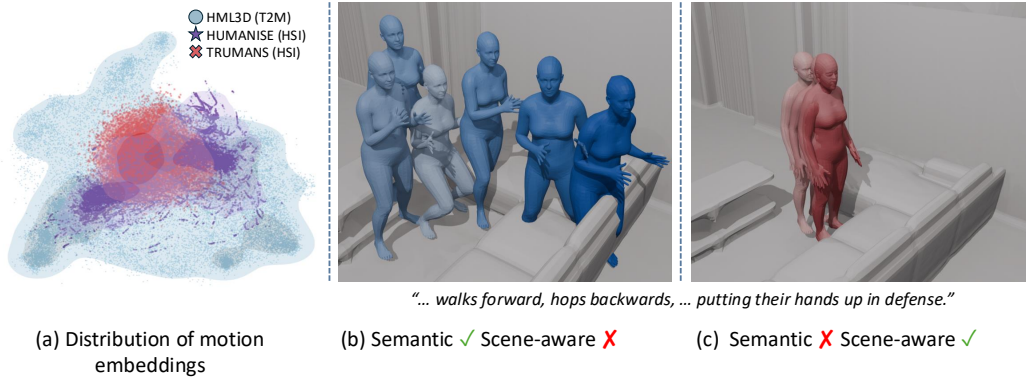 HML3D (T2M)
HUMANISE (HSI)
TRUMANS (HSI)
“... walks forward, hops backwards, ... putting their hands up in defense.”
(a) Distribution of motion
embeddings
(b) Semantic ✓ Scene-aware ✗
(c) Semantic ✗ Scene-aware ✓